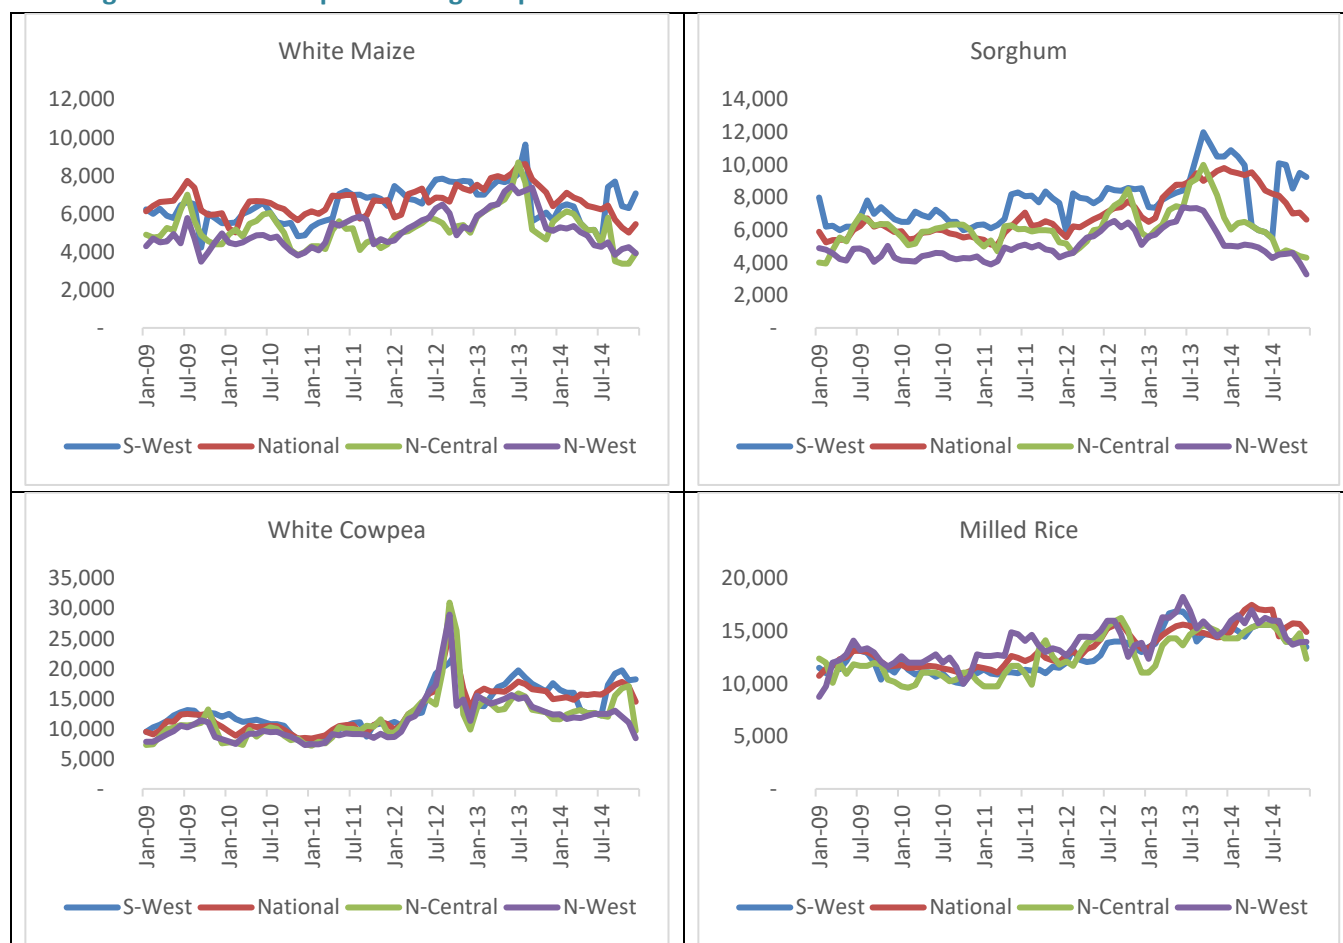 White Maize
12,000
10,000
8,000
6,000
4,000
2,000
-
Jan-09
Jul-09
Jan-10
Jul-10
Jan-11
Jul-11
Jan-12
Jul-12
Jan-13
Jul-13
Jan-14
Jul-14
S-West National N-Central N-West
Sorghum
14,000
12,000
10,000
8,000
6,000
4,000
2,000
-
Jan-09
Jul-09
Jan-10
Jul-10
Jan-11
Jul-11
Jan-12
Jul-12
Jan-13
Jul-13
Jan-14
Jul-14
S-West National N-Central N-West
White Cowpea
35,000
30,000
25,000
20,000
15,000
10,000
5,000
-
Jan-09
Jul-09
Jan-10
Jul-10
Jan-11
Jul-11
Jan-12
Jul-12
Jan-13
Jul-13
Jan-14
Jul-14
S-West National N-Central N-West
Milled Rice
20,000
15,000
10,000
5,000
-
Jan-09
Jul-09
Jan-10
Jul-10
Jan-11
Jul-11
Jan-12
Jul-12
Jan-13
Jul-13
Jan-14
Jul-14
S-West National N-Central N-West